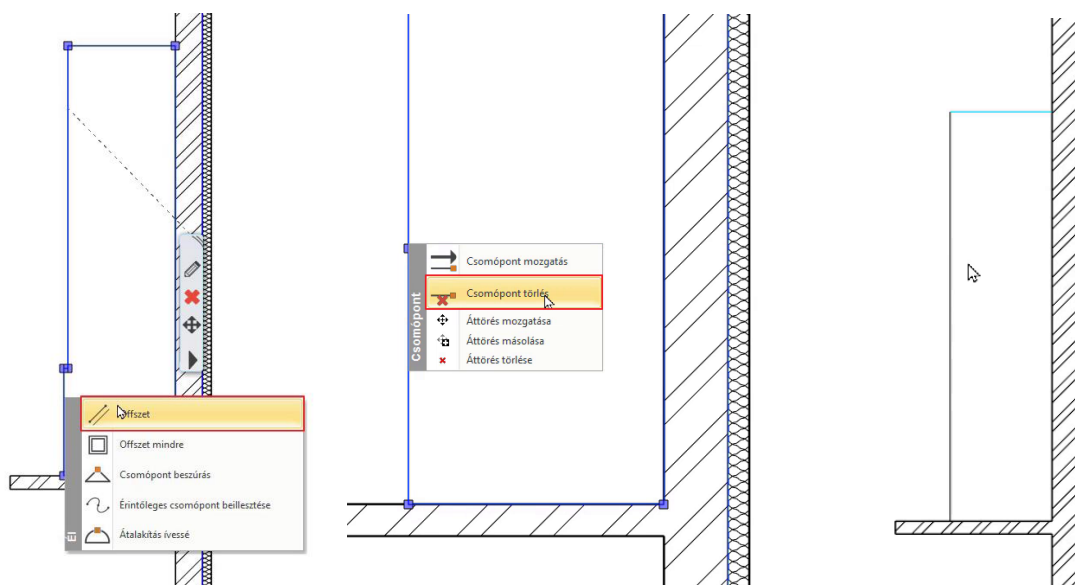 Offszet
Offszet mindre
Csomópont beszúrás
Érintőleges csomópont beillesztése
Átalakítás ívessé
Él
Csomópont mozgatás
Csomópont törlés
Áttörés mozgatása
Áttörés másolása
Áttörés törlése
Csomópont